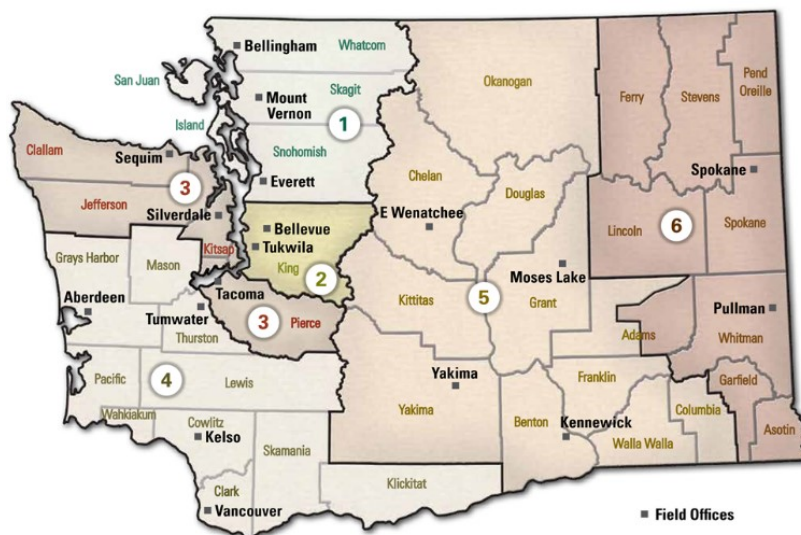 Bellingham
Whatcom
San Juan
Skagit
Mount
Vernon
Island
1
Snohomish
Everett
Clallam
Sequim
3
Jefferson
Silverdale
Kitsap
Bellevue
Tukwila
King
2
Grays Harbor
Mason
Aberdeen
Tacoma
Tumwater
3
Pierce
Thurston
Pacific
4
Lewis
Wahkiakum
Cowlitz
Kelso
Skamania
Clark
Vancouver
Klickitat
Okanogan
Chelan
Douglas
E Wenatchee
Moses Lake
Kittitas
5
Grant
Yakima
Yakima
Benton
Kennewick
Franklin
Walla Walla
Columbia
Adams
Ferry
Stevens
Pend
Oreille
Spokane
Lincoln
6
Spokane
Pullman
Whitman
Garfield
Asotin
Field Offices